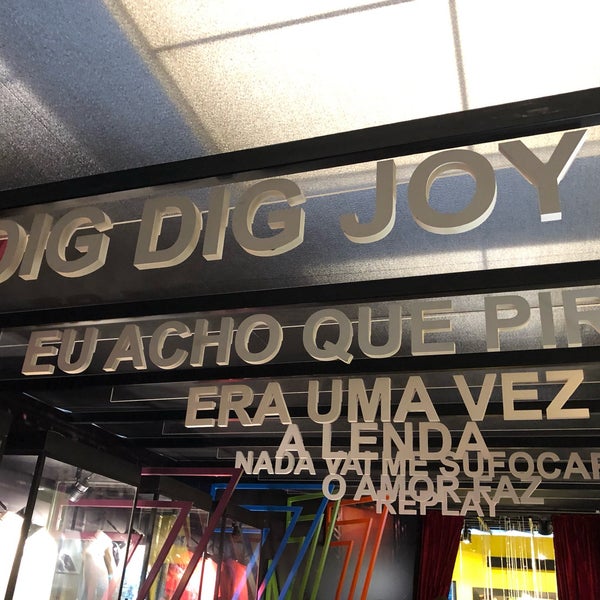 DIG DIG JOY
EU ACHO QUE PIR
ERA UMA VEZ
A LENDA
NADA VAI ME SUFOCAR
O AMOR FAZ
REPLAY